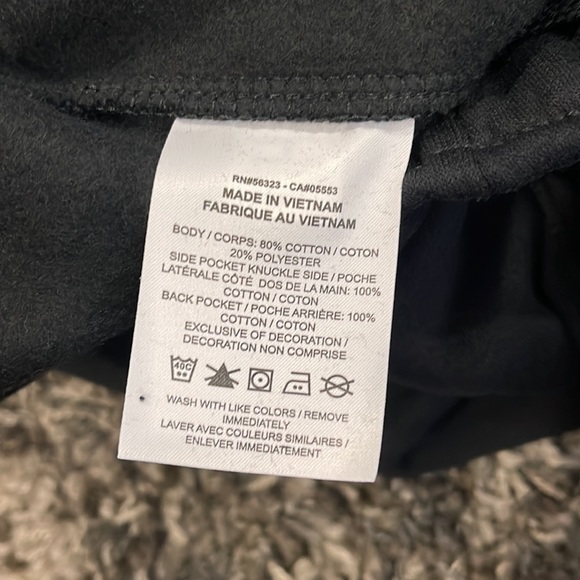 RN#56323 - CA#05553
MADE IN VIETNAM
FABRIQUE AU VIETNAM
BODY / CORPS: 80% COTTON / COTON
20% POLYESTER
SIDE POCKET KNUCKLE SIDE / POCHE
LATÉRALE CÔTÉ DOS DE LA MAIN: 100%
COTTON / COTON
BACK POCKET / POCHE ARRIÈRE: 100%
COTTON / COTON
EXCLUSIVE OF DECORATION /
DECORATION NON COMPRISE
40C
WASH WITH LIKE COLORS / REMOVE
IMMEDIATELY
LAVER AVEC COULEURS SIMILAIRES /
ENLEVER IMMÉDIATEMENT